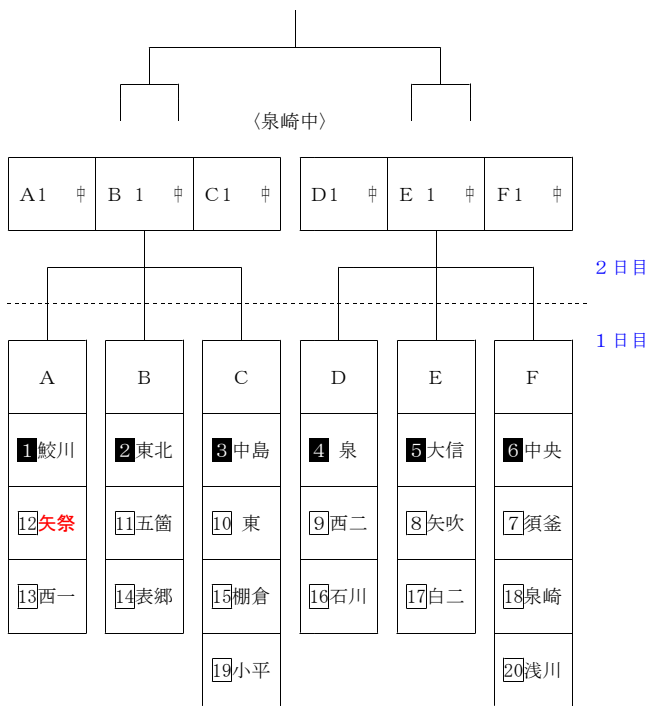 〈泉崎中〉
A1 中 B 1 中 C1 中 D1 中 E 1 中 F1 中
2日目
1日目
A B C D E F
1鮫川 2東北 3中島 4 泉 5大信 6中央
12矢祭 11五箇 10 東 9西二 8矢吹 7須釜
13西一 14表郷 15棚倉 16石川 17白二 18泉崎
19小平 20浅川